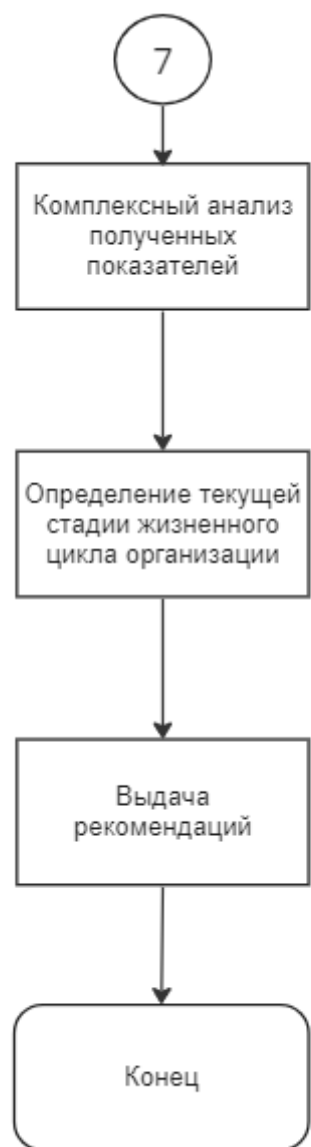 7
Комплексный анализ
полученных
показателей
Определение текущей
стадии жизненного
цикла организации
Выдача
рекомендаций
Конец